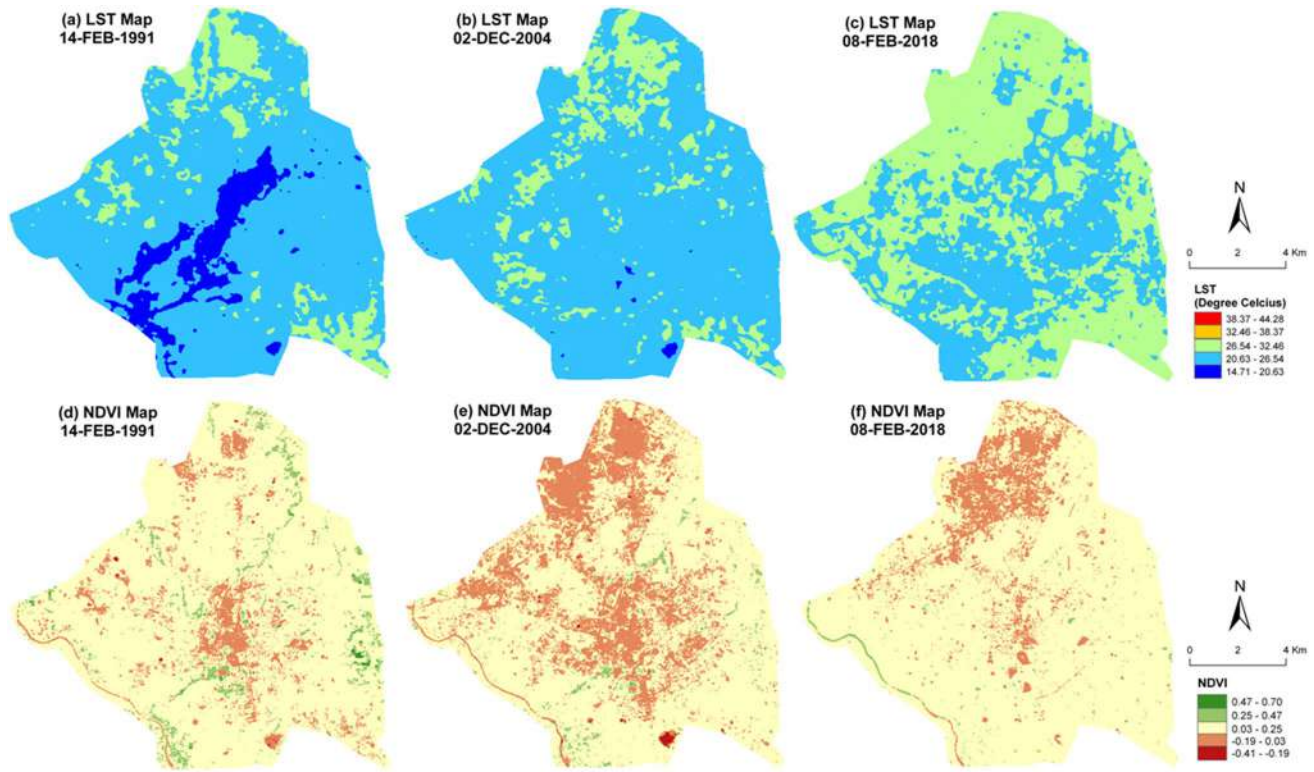 (a) LST Map
14-FEB-1991
(b) LST Map
02-DEC-2004
(c) LST Map
08-FEB-2018
N
0 2 4 Km
LST
(Degree Celcius)
38.37 - 44.28
32.46 - 38.37
26.54 - 32.46
20.63 - 26.54
14.71 - 20.63
(d) NDVI Map
14-FEB-1991
(e) NDVI Map
02-DEC-2004
(f) NDVI Map
08-FEB-2018
N
0 2 4 Km
NDVI
0.47 - 0.70
0.25 - 0.47
0.03 - 0.25
-0.19 - 0.03
-0.41 - -0.19